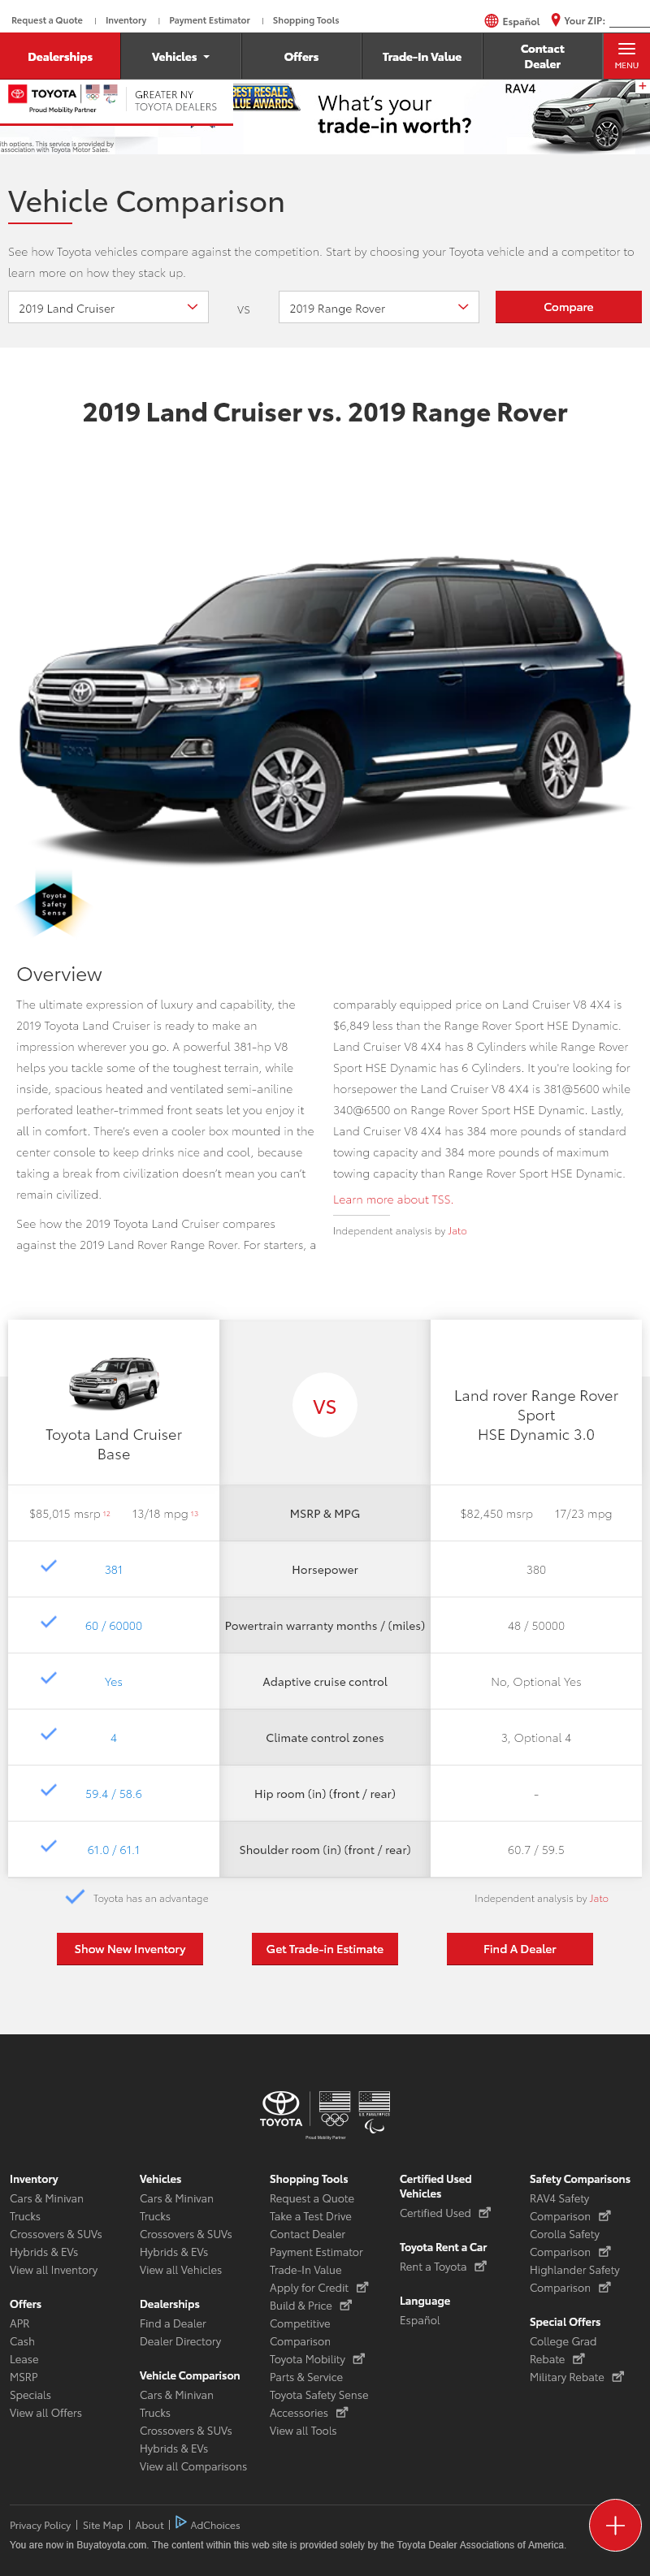 Request a Quote | Inventory | Payment Estimator | Shopping Tools
Español
Your ZIP:
Dealerships
Vehicles
Offers
Trade-In Value
Contact
Dealer
MENU
TOYOTA
Proud Mobility Partner
GREATER NY
TOYOTA DEALERS
BEST RESALE
VALUE AWARDS
What's your
trade-in worth?
RAV4
+
ith options. This service is provided by
association with Toyota Motor Sales.
Vehicle Comparison
See how Toyota vehicles compare against the competition. Start by choosing your Toyota vehicle and a competitor to
learn more on how they stack up.
2019 Land Cruiser
VS
2019 Range Rover
Compare
2019 Land Cruiser vs. 2019 Range Rover
Toyota
Safety
Sense
Overview
The ultimate expression of luxury and capability, the
2019 Toyota Land Cruiser is ready to make an
impression wherever you go. A powerful 381-hp V8
helps you tackle some of the toughest terrain, while
inside, spacious heated and ventilated semi-aniline
perforated leather-trimmed front seats let you enjoy it
all in comfort. There's even a cooler box mounted in the
center console to keep drinks nice and cool, because
taking a break from civilization doesn't mean you can't
remain civilized.
See how the 2019 Toyota Land Cruiser compares
against the 2019 Land Rover Range Rover. For starters, a
comparably equipped price on Land Cruiser V8 4X4 is
$6,849 less than the Range Rover Sport HSE Dynamic.
Land Cruiser V8 4X4 has 8 Cylinders while Range Rover
Sport HSE Dynamic has 6 Cylinders. It you're looking for
horsepower the Land Cruiser V8 4X4 is 381@5600 while
340@6500 on Range Rover Sport HSE Dynamic. Lastly,
Land Cruiser V8 4X4 has 384 more pounds of standard
towing capacity and 384 more pounds of maximum
towing capacity than Range Rover Sport HSE Dynamic.
Learn more about TSS.
Independent analysis by Jato
Toyota Land Cruiser
Base
VS
Land rover Range Rover
Sport
HSE Dynamic 3.0
$85,015 msrp 12 13/18 mpg 13
MSRP & MPG
$82,450 msrp 17/23 mpg
381
Horsepower
380
60 / 60000
Powertrain warranty months / (miles)
48 / 50000
Yes
Adaptive cruise control
No, Optional Yes
4
Climate control zones
3, Optional 4
59.4 / 58.6
Hip room (in) (front / rear)
-
61.0 / 61.1
Shoulder room (in) (front / rear)
60.7 / 59.5
Toyota has an advantage
Independent analysis by Jato
Show New Inventory
Get Trade-in Estimate
Find A Dealer
TOYOTA
U.S. PARALYMPICS
Proud Mobility Partner
Inventory
Cars & Minivan
Trucks
Crossovers & SUVs
Hybrids & EVs
View all Inventory
Offers
APR
Cash
Lease
MSRP
Specials
View all Offers
Vehicles
Cars & Minivan
Trucks
Crossovers & SUVs
Hybrids & EVs
View all Vehicles
Dealerships
Find a Dealer
Dealer Directory
Vehicle Comparison
Cars & Minivan
Trucks
Crossovers & SUVs
Hybrids & EVs
View all Comparisons
Shopping Tools
Request a Quote
Take a Test Drive
Contact Dealer
Payment Estimator
Trade-In Value
Apply for Credit
Build & Price
Competitive
Comparison
Toyota Mobility
Parts & Service
Toyota Safety Sense
Accessories
View all Tools
Certified Used
Vehicles
Certified Used
Toyota Rent a Car
Rent a Toyota
Language
Español
Safety Comparisons
RAV4 Safety
Comparison
Corolla Safety
Comparison
Highlander Safety
Comparison
Special Offers
College Grad
Rebate
Military Rebate
Privacy Policy | Site Map | About | AdChoices
You are now in Buyatoyota.com. The content within this web site is provided solely by the Toyota Dealer Associations of America.